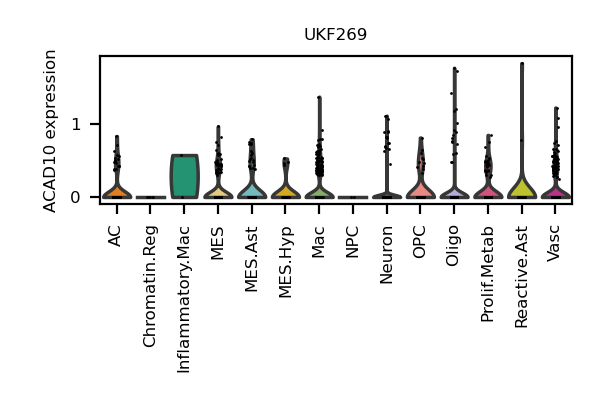 UKF269
ACAD10 expression
1
0
AC
Chromatin.Reg
Inflammatory.Mac
MES
MES.Ast
MES.Hyp
Mac
NPC
Neuron
OPC
Oligo
Prolif.Metab
Reactive.Ast
Vasc